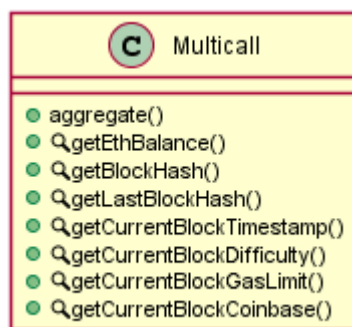 C Multicall
aggregate()
getEthBalance()
getBlockHash()
getLastBlockHash()
getCurrentBlockTimestamp()
getCurrentBlockDifficulty()
getCurrentBlockGasLimit()
getCurrentBlockCoinbase()